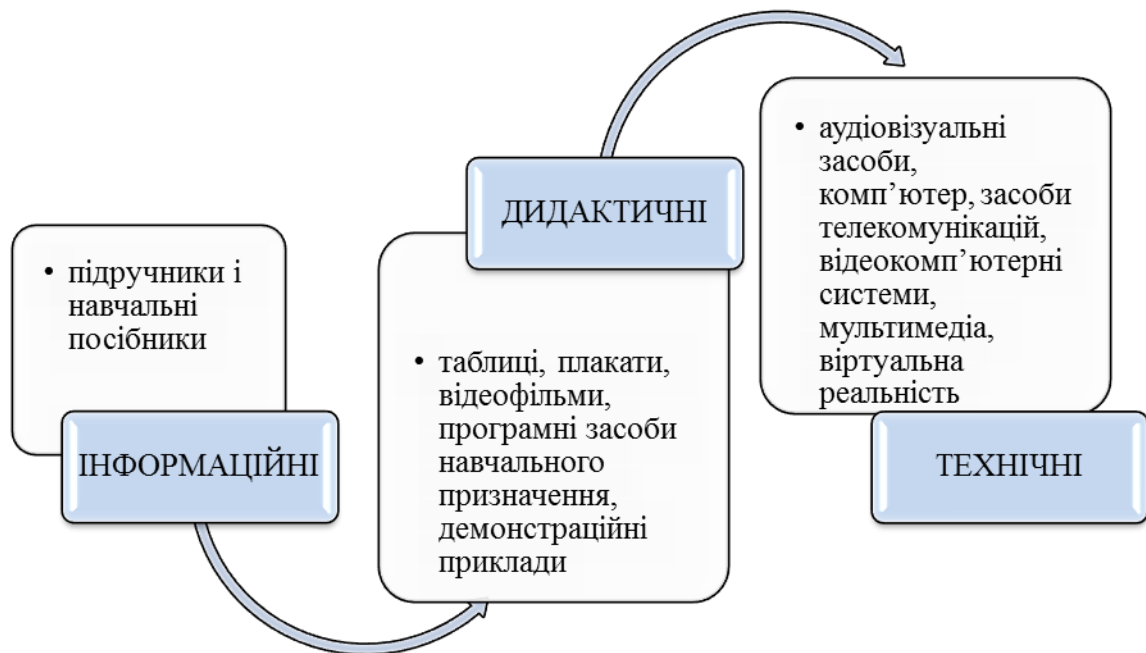 • підручники і
навчальні
посібники
ІНФОРМАЦІЙНІ
ДИДАКТИЧНІ
• таблиці, плакати,
відеофільми,
програмні засоби
навчального
призначення,
демонстраційні
приклади
• аудіовізуальні
засоби,
комп’ютер, засоби
телекомунікацій,
відеокомп’ютерні
системи,
мультимедіа,
віртуальна
реальність
ТЕХНІЧНІ